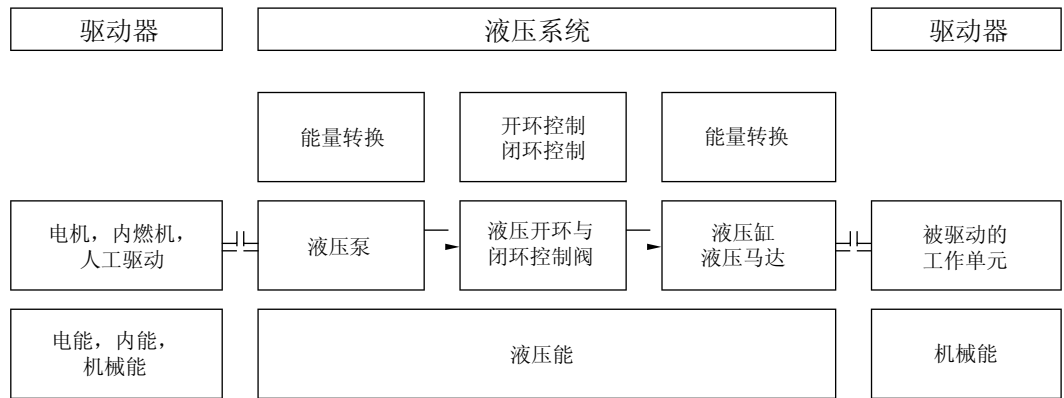 驱动器
液压系统
驱动器
能量转换
开环控制
闭环控制
能量转换
电机，内燃机，
人工驱动
液压泵
液压开环与
闭环控制阀
液压缸
液压马达
被驱动的
工作单元
电能，内能，
机械能
液压能
机械能